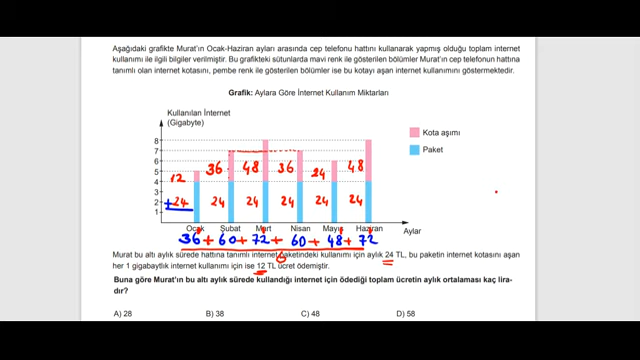 Aşağıdaki grafikte Murat'ın Ocak-Haziran ayları arasında cep telefonu hattını kullanarak yapmış olduğu toplam internet
kullanımı ile ilgili bilgiler verilmiştir. Bu grafikteki sütunlarda mavi renk ile gösterilen bölümler Murat'ın cep telefonunun hattına
tanımlı olan internet kotasını, pembe renk ile gösterilen bölümler ise bu kotayı aşan internet kullanımını göstermektedir.
Grafik: Aylara Göre İnternet Kullanım Miktarları
Kullanılan İnternet
(Gigabyte)
8
7
6
5
4
3
2
1
Kota aşımı
Paket
12 36 48 36 24 48
+24 24 24 24 24 24
Ocak Şubat Mart Nisan Mayıs Haziran Aylar
36 + 60 + 72 + 60 + 48 + 72
6
Murat bu altı aylık sürede hattına tanımlı internet paketindeki kullanımı için aylık 24 TL, bu paketin internet kotasını aşan
her 1 gigabaytlık internet kullanımı için ise 12 TL ücret ödemiştir.
Buna göre Murat'ın bu altı aylık sürede kullandığı internet için ödediği toplam ücretin aylık ortalaması kaç lira-
dır?
A) 28 B) 38 C) 48 D) 58